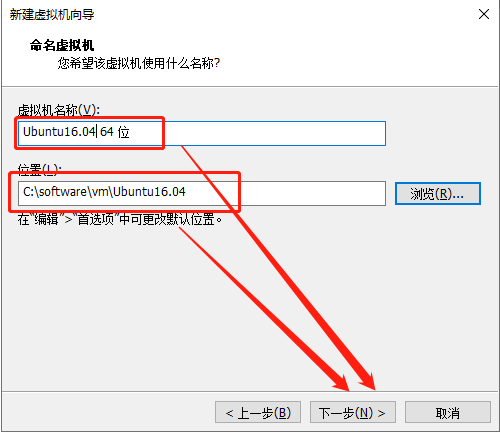 新建虚拟机向导
命名虚拟机
您希望该虚拟机使用什么名称?
虚拟机名称(V):
Ubuntu16.04 64 位
位置(L):
C:\software\vm\Ubuntu16.04
浏览(R)...
在“编辑”>“首选项”中可更改默认位置。
< 上一步(B)
下一步(N) >
取消